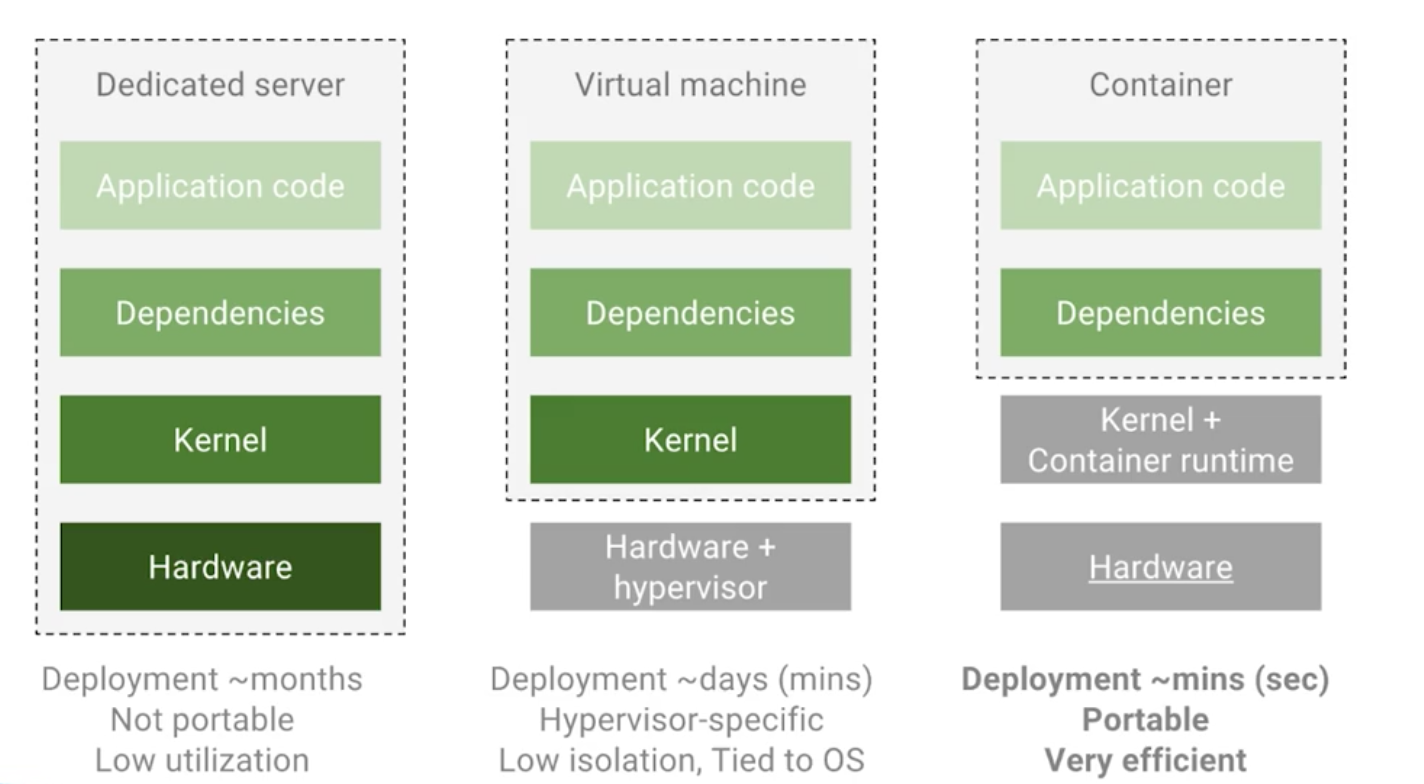 Dedicated server
Application code
Dependencies
Kernel
Hardware
Deployment ~months
Not portable
Low utilization
Virtual machine
Application code
Dependencies
Kernel
Hardware +
hypervisor
Deployment ~days (mins)
Hypervisor-specific
Low isolation, Tied to OS
Container
Application code
Dependencies
Kernel +
Container runtime
Hardware
Deployment ~mins (sec)
Portable
Very efficient